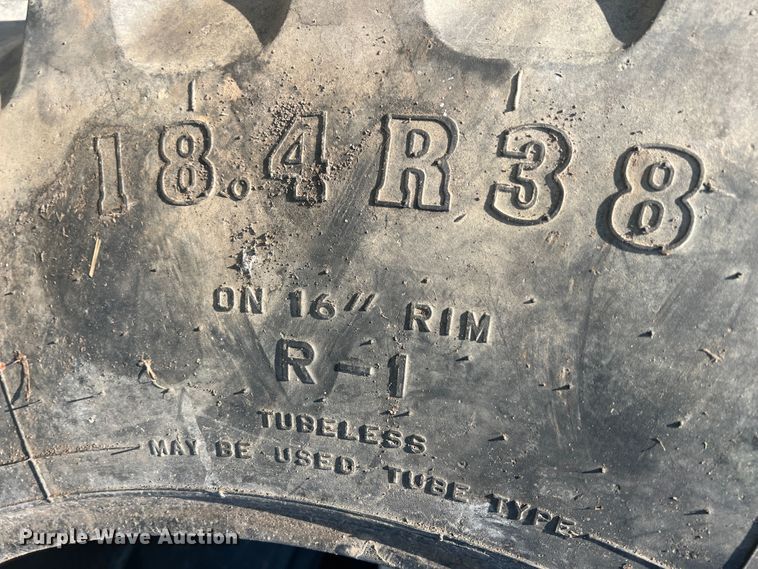 18.4R38
ON 16" RIM
R-1
TUBELESS
MAY BE USED TUBE TYPE
Purple Wave Auction